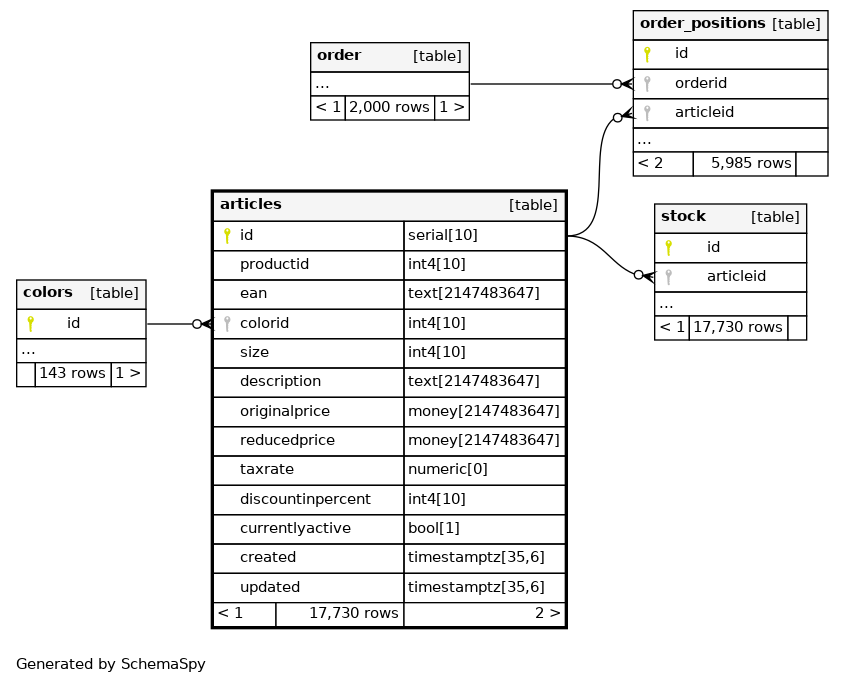 order_positions [table]
id
orderid
articleid
...
< 2 5,985 rows
order [table]
...
< 1 2,000 rows 1 >
articles [table]
id serial[10]
productid int4[10]
ean text[2147483647]
colorid int4[10]
size int4[10]
description text[2147483647]
originalprice money[2147483647]
reducedprice money[2147483647]
taxrate numeric[0]
discountinpercent int4[10]
currentlyactive bool[1]
created timestamptz[35,6]
updated timestamptz[35,6]
< 1 17,730 rows 2 >
stock [table]
id
articleid
...
< 1 17,730 rows
colors [table]
id
...
143 rows 1 >
Generated by SchemaSpy